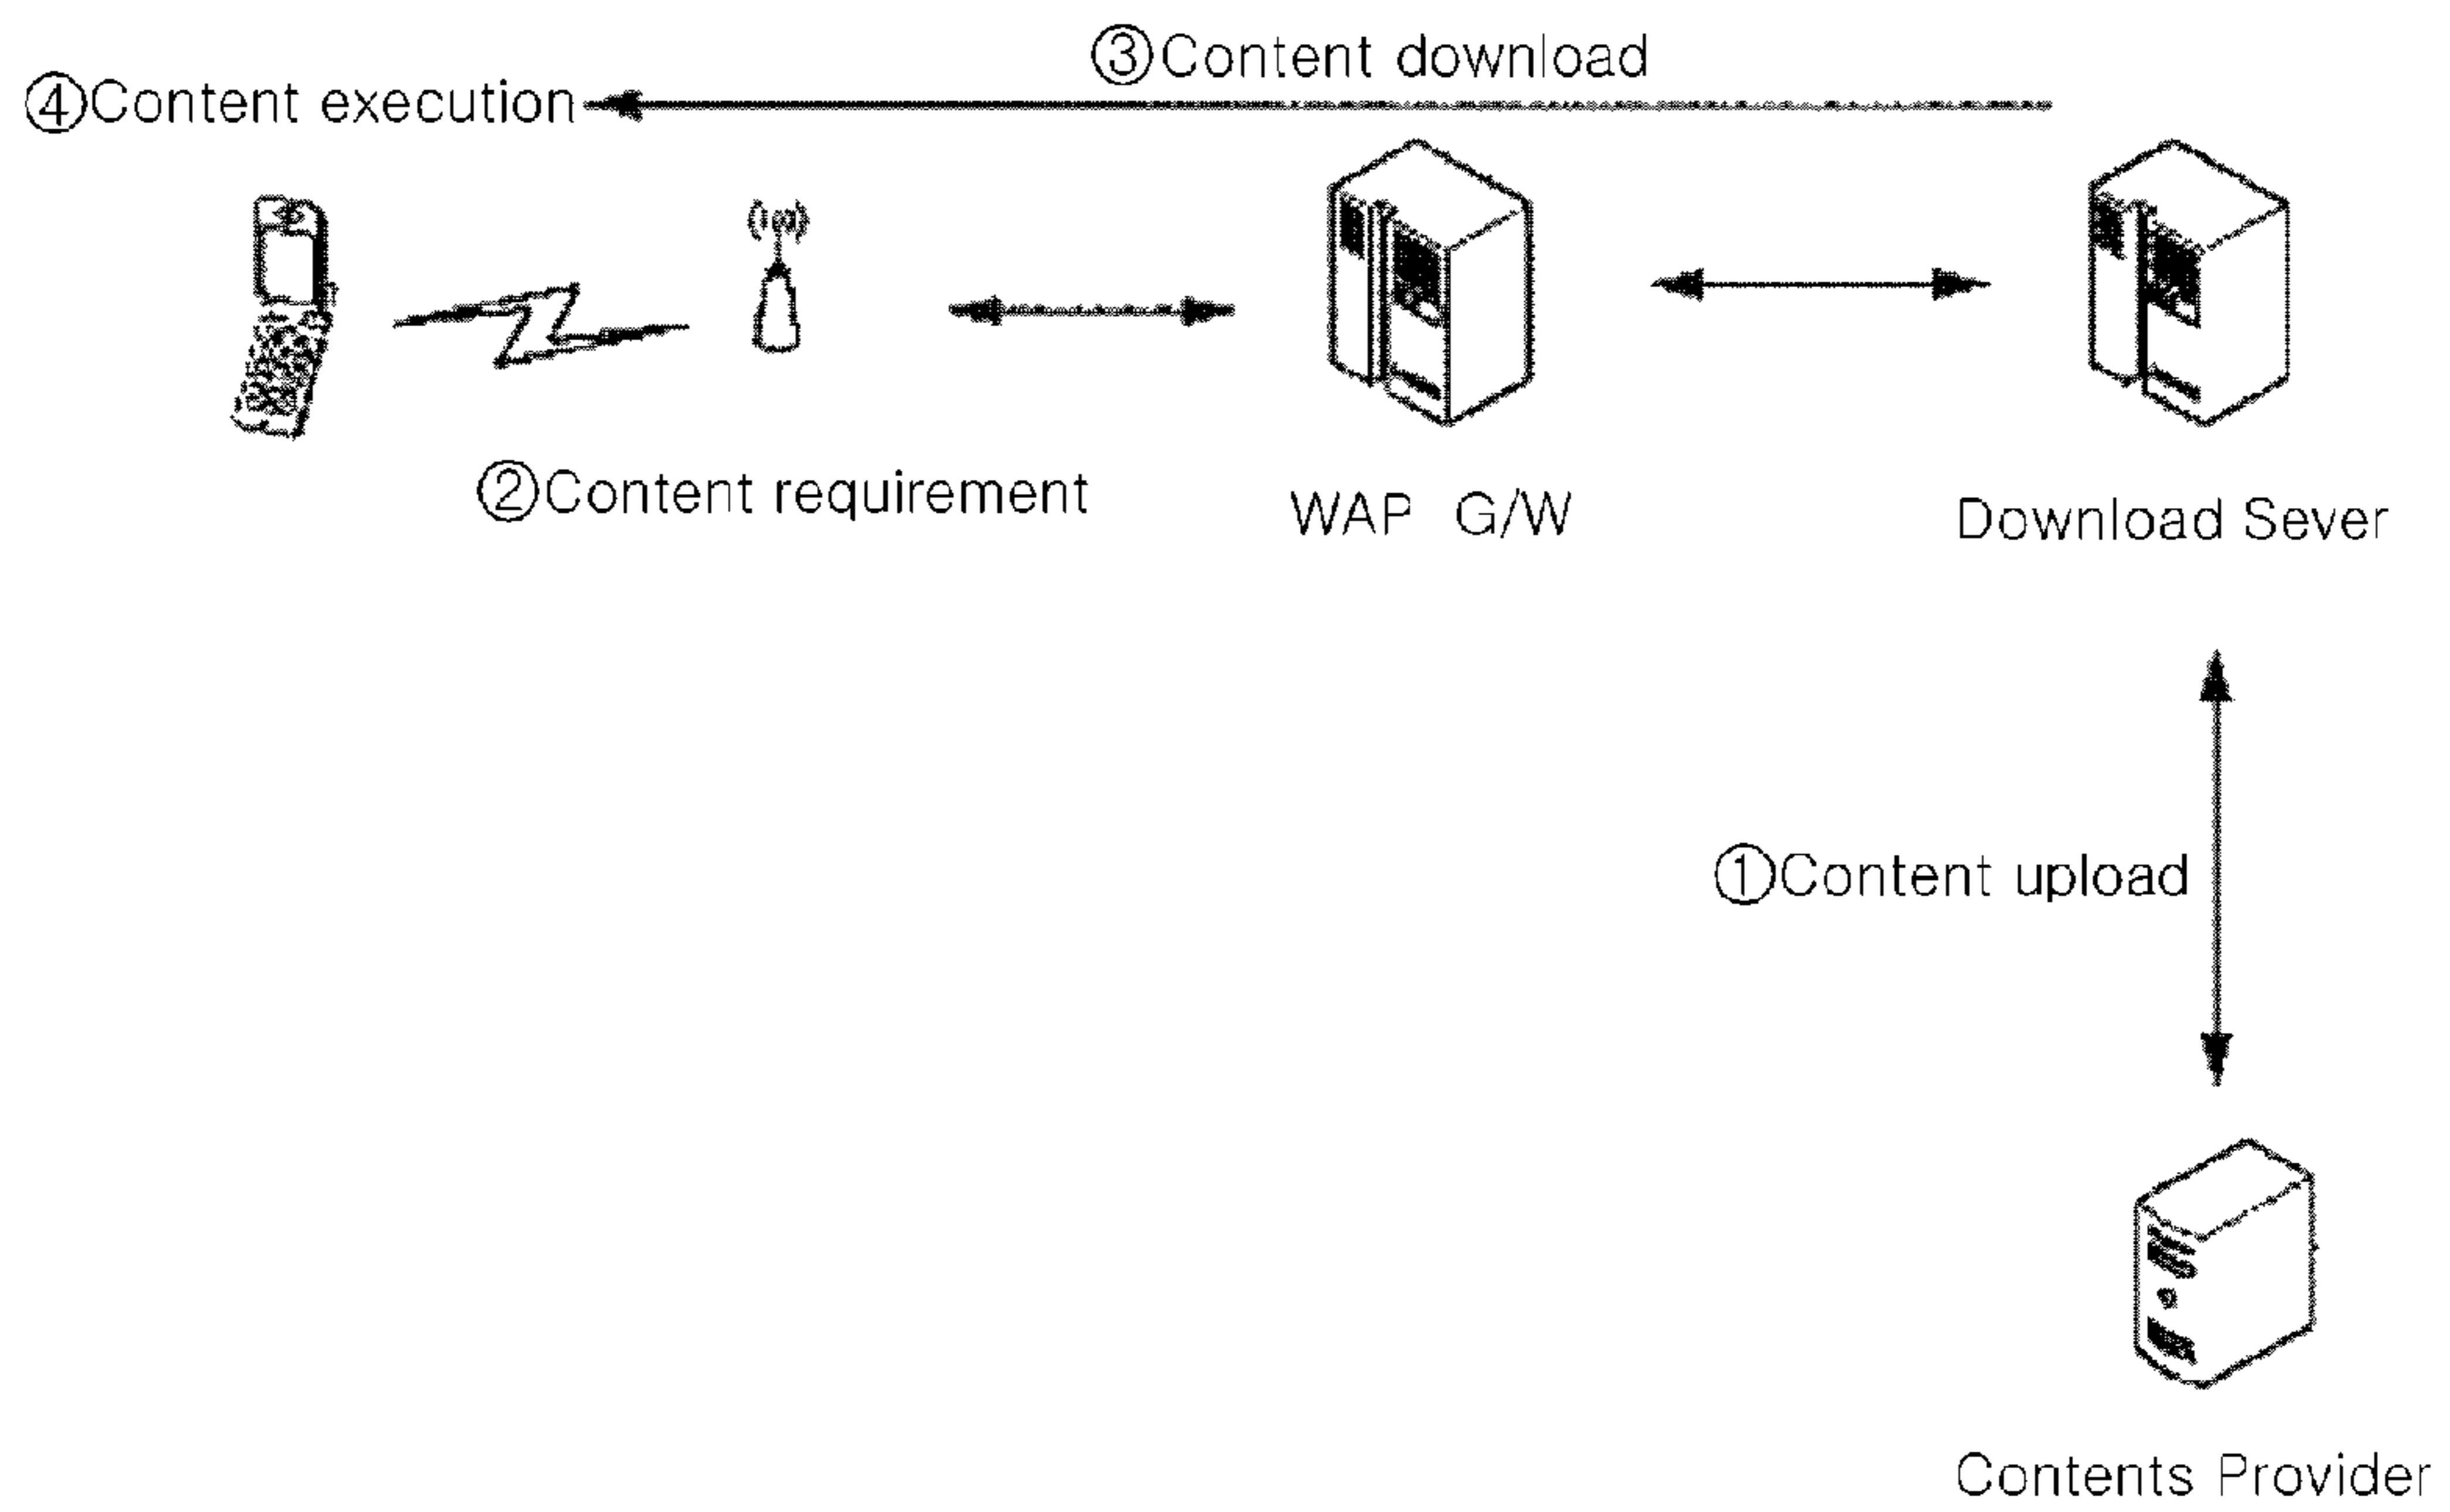 ③Content download
④Content execution
②Content requirement
WAP G/W
Download Sever
①Content upload
Contents Provider